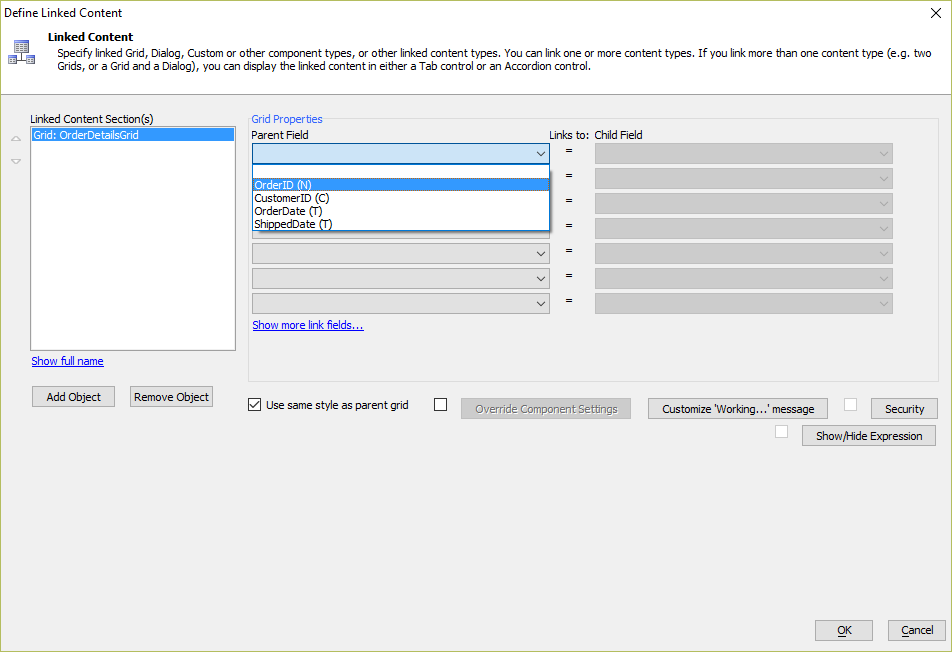 Define Linked Content
Linked Content
Specify linked Grid, Dialog, Custom or other component types, or other linked content types. You can link one or more content types. If you link more than one content type (e.g. two
Grids, or a Grid and a Dialog), you can display the linked content in either a Tab control or an Accordion control.
Linked Content Section(s)
Grid: OrderDetailsGrid
Show full name
Add Object
Remove Object
Grid Properties
Parent Field
Links to:
Child Field
=
=
OrderID (N)
CustomerID (C)
=
OrderDate (T)
ShippedDate (T)
=
=
=
=
Show more link fields...
Use same style as parent grid
Override Component Settings
Customize 'Working...' message
Security
Show/Hide Expression
OK
Cancel